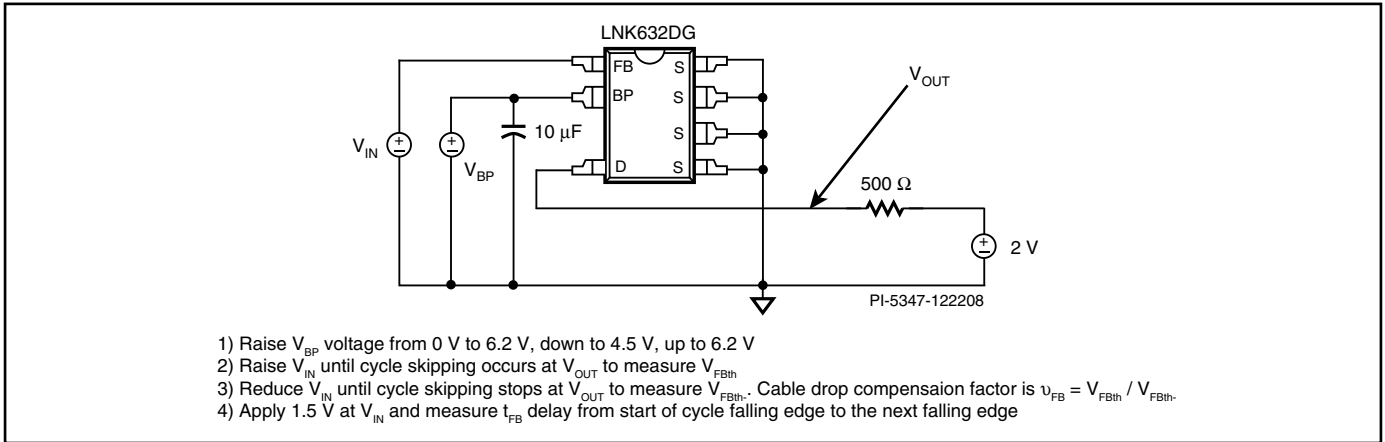 LNK632DG
FB S
BP S
S
D S
V_OUT
10 μF
V_IN
V_BP
500 Ω
2 V
PI-5347-122208
1) Raise V_BP voltage from 0 V to 6.2 V, down to 4.5 V, up to 6.2 V
2) Raise V_IN until cycle skipping occurs at V_OUT to measure V_FBth
3) Reduce V_IN until cycle skipping stops at V_OUT to measure V_FBth-. Cable drop compensaion factor is υ_FB = V_FBth / V_FBth-
4) Apply 1.5 V at V_IN and measure t_FB delay from start of cycle falling edge to the next falling edge